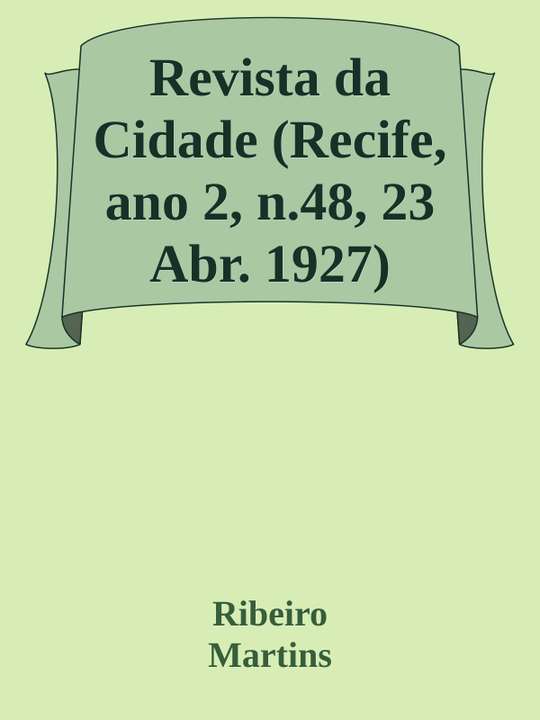 Revista da
Cidade (Recife,
ano 2, n.48, 23
Abr. 1927)
Ribeiro
Martins